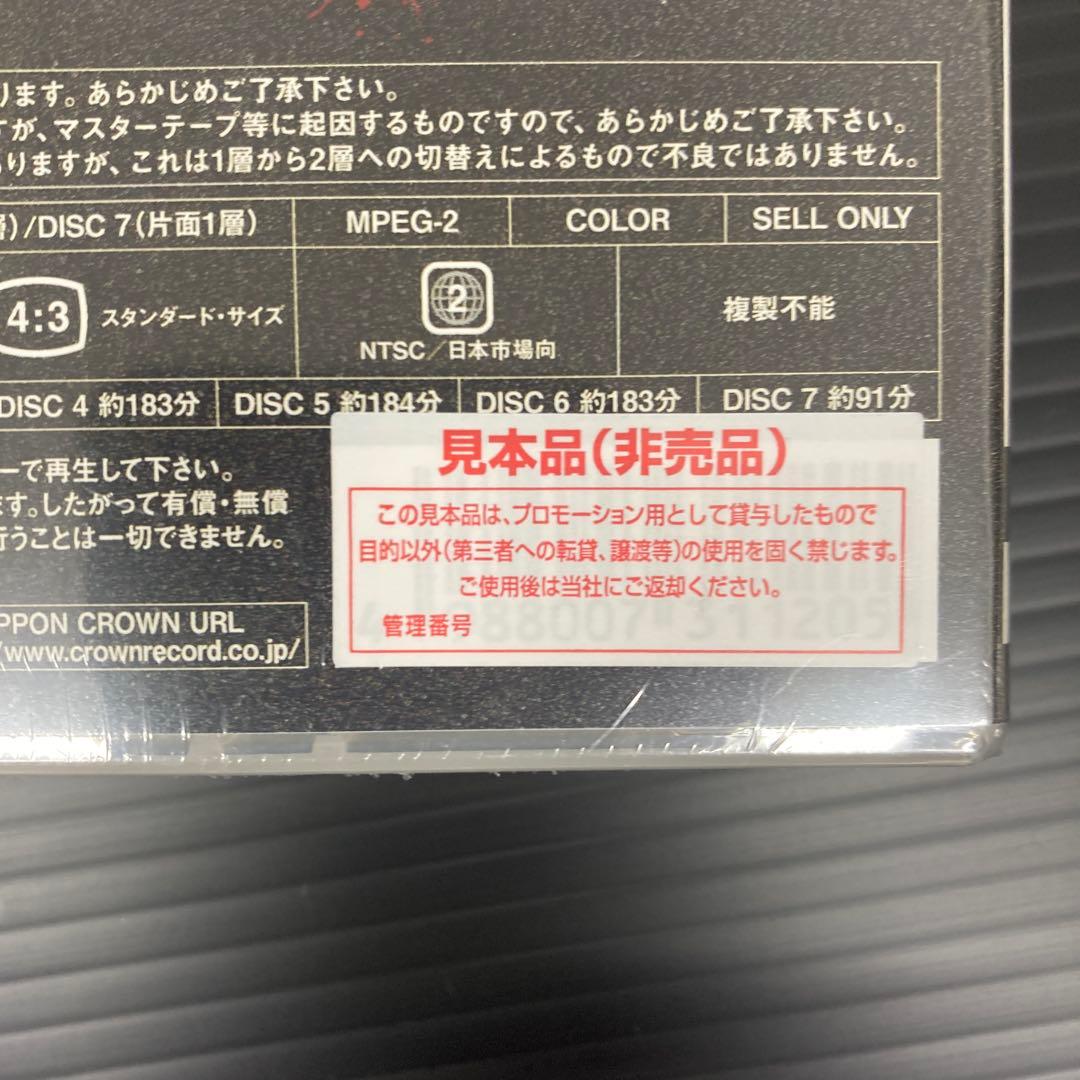 ります。あらかじめご了承下さい。
すが、マスターテープ等に起因するものですので、あらかじめご了承下さい。
ありますが、これは1層から2層への切替えによるもので不良ではありません。
層)/DISC 7(片面1層)
MPEG-2
COLOR
SELL ONLY
4:3 スタンダード・サイズ
2
NTSC/日本市場向
複製不能
DISC 4 約183分
DISC 5 約184分
DISC 6 約183分
DISC 7 約91分
ーで再生して下さい。
ます。したがって有償・無償
行うことは一切できません。
IPPON CROWN URL
/www.crownrecord.co.jp/
見本品(非売品)
この見本品は、プロモーション用として貸与したもので
目的以外(第三者への転貸、譲渡等)の使用を固く禁じます。
ご使用後は当社にご返却ください。
管理番号